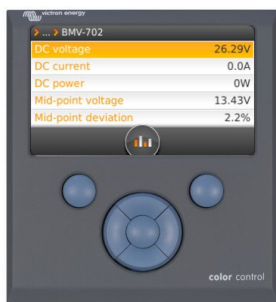 victron energy
> ... > BMV-702
DC voltage 26.29V
DC current 0.0A
DC power 0W
Mid-point voltage 13.43V
Mid-point deviation 2.2%
color control